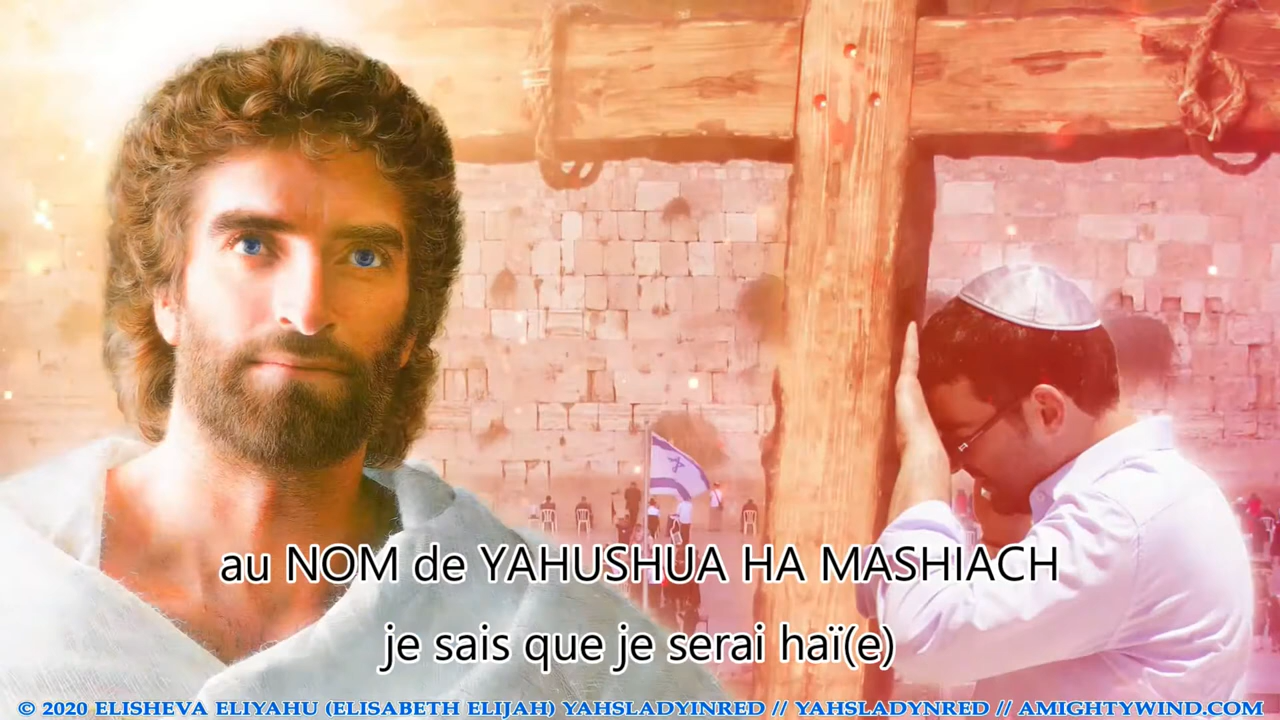 au NOM de YAHUSHUA HA MASHIACH
je sais que je serai haï(e)
© 2020 ELISHEVA ELIYAHU (ELISABETH ELIJAH) YAHSLADYINRED // YAHSLADYNRED // AMIGHTYWIND.COM